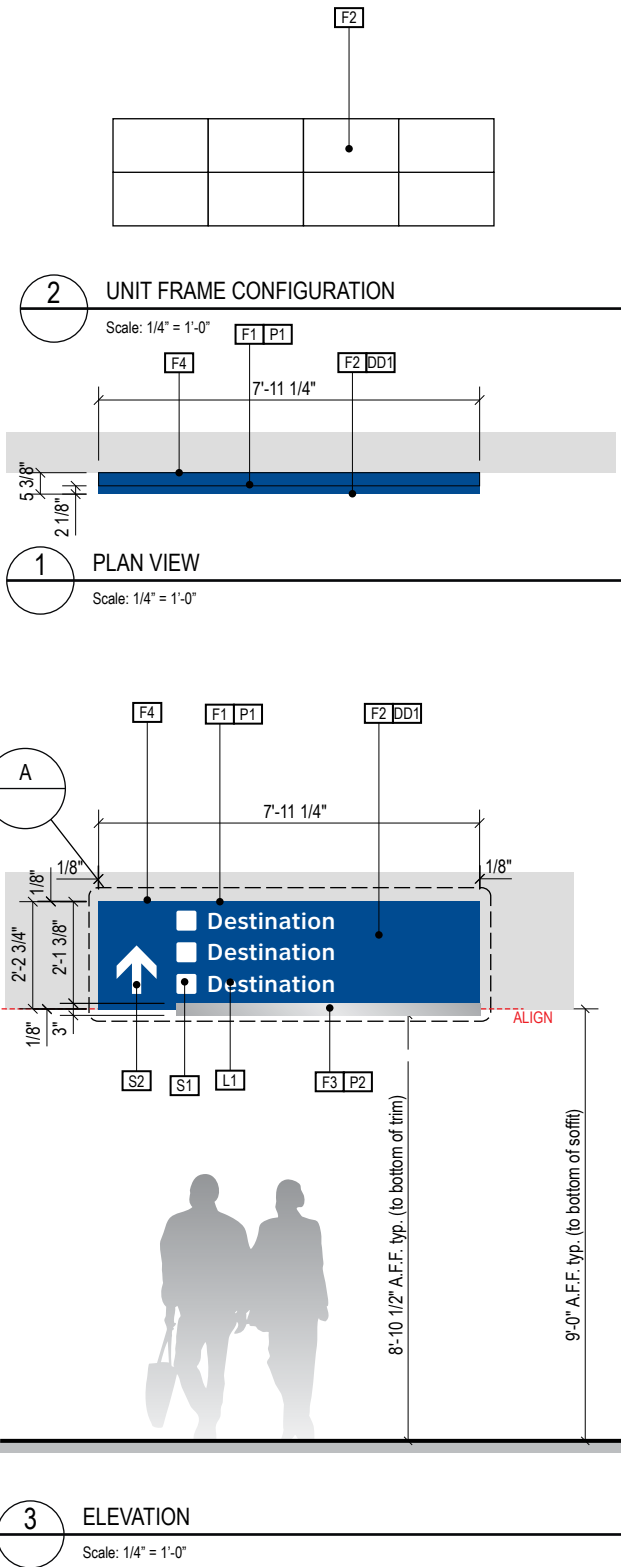 F2
2 UNIT FRAME CONFIGURATION
Scale: 1/4” = 1’-0”
F1 P1
F4
F2 DD1
7'-11 1/4"
5 3/8"
2 1/8"
1 PLAN VIEW
Scale: 1/4” = 1’-0”
F4
F1 P1
F2 DD1
A
7'-11 1/4"
1/8"
1/8"
1/8"
2'-2 3/4"
2'-1 3/8"
Destination
Destination
Destination
1/8"
3"
ALIGN
S2
S1
L1
F3 P2
8'-10 1/2" A.F.F. typ. (to bottom of trim)
9'-0" A.F.F. typ. (to bottom of soffit)
3 ELEVATION
Scale: 1/4” = 1’-0”